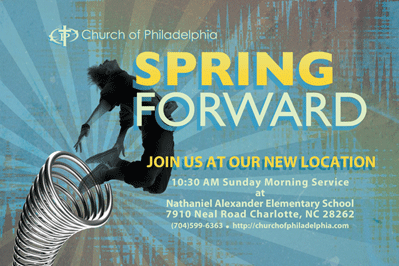 Church of Philadelphia
SPRING
FORWARD
JOIN US AT OUR NEW LOCATION
10:30 AM Sunday Morning Service
at
Nathaniel Alexander Elementary School
7910 Neal Road Charlotte, NC 28262
(704)599-6363 • http://churchofphiladelphia.com